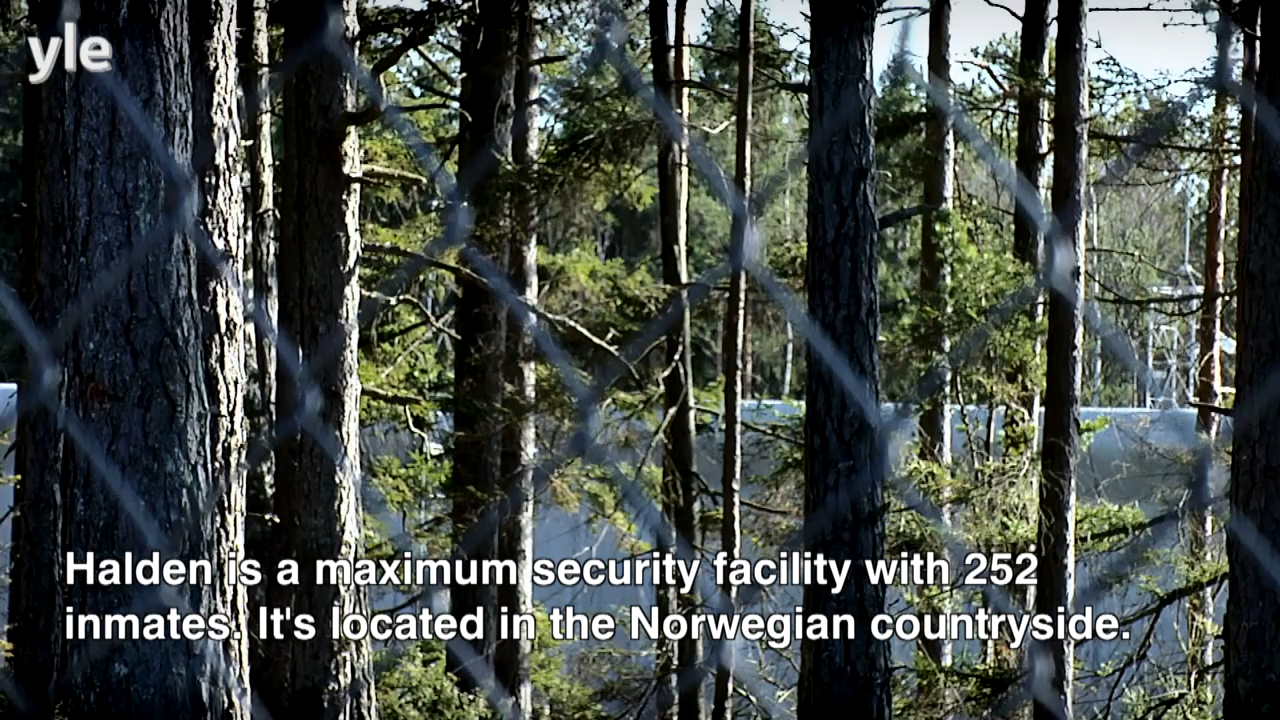 yle
Halden is a maximum security facility with 252
inmates. It's located in the Norwegian countryside.